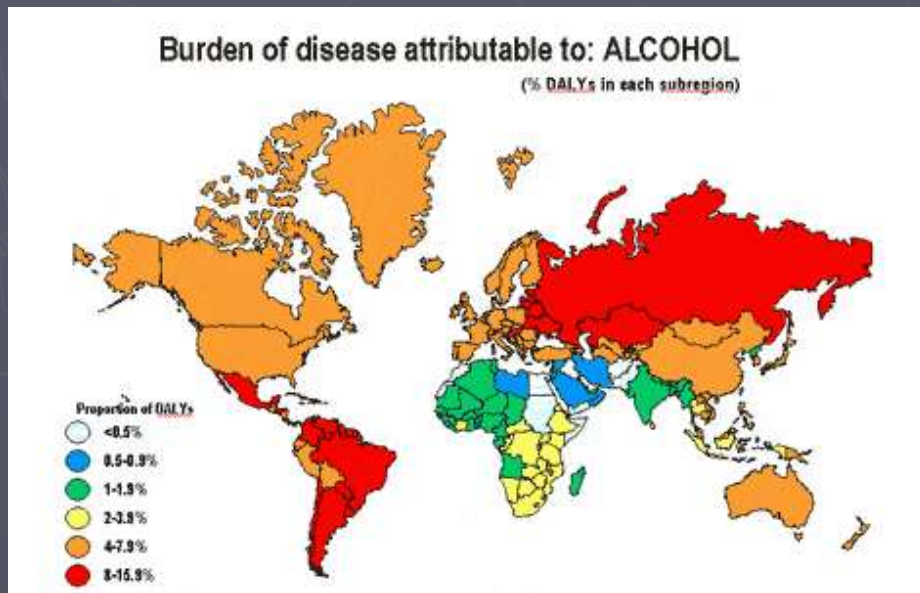 Burden of disease attributable to: ALCOHOL
(% DALYs in each subregion)
Proportion of DALYs
<0.5%
0.5-0.9%
1-1.9%
2-3.9%
4-7.9%
8-15.9%